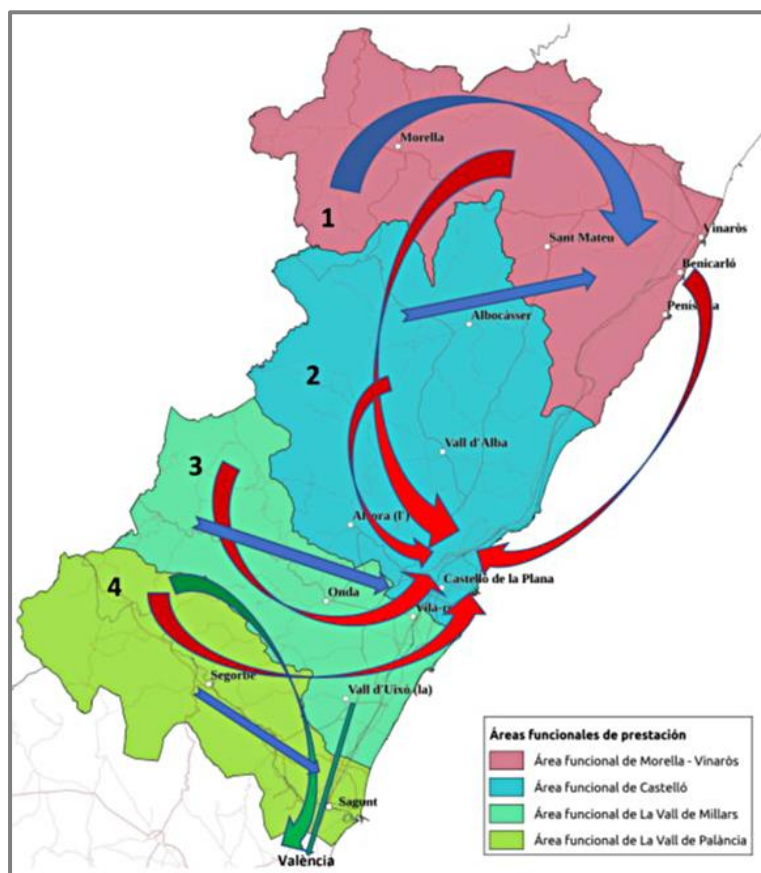 Morella
1
Vinaròs
Sant Mateu
Benicarló
Albocàsser
2
Vall d'Alba
3
Castelló de la Plana
4
Onda
Segorbe
Vall d'Uixó (la)
Áreas funcionales de prestación
Área funcional de Morella - Vinaròs
Área funcional de Castelló
Área funcional de La Vall de Millars
Área funcional de La Vall de Palància
Sagunt
València